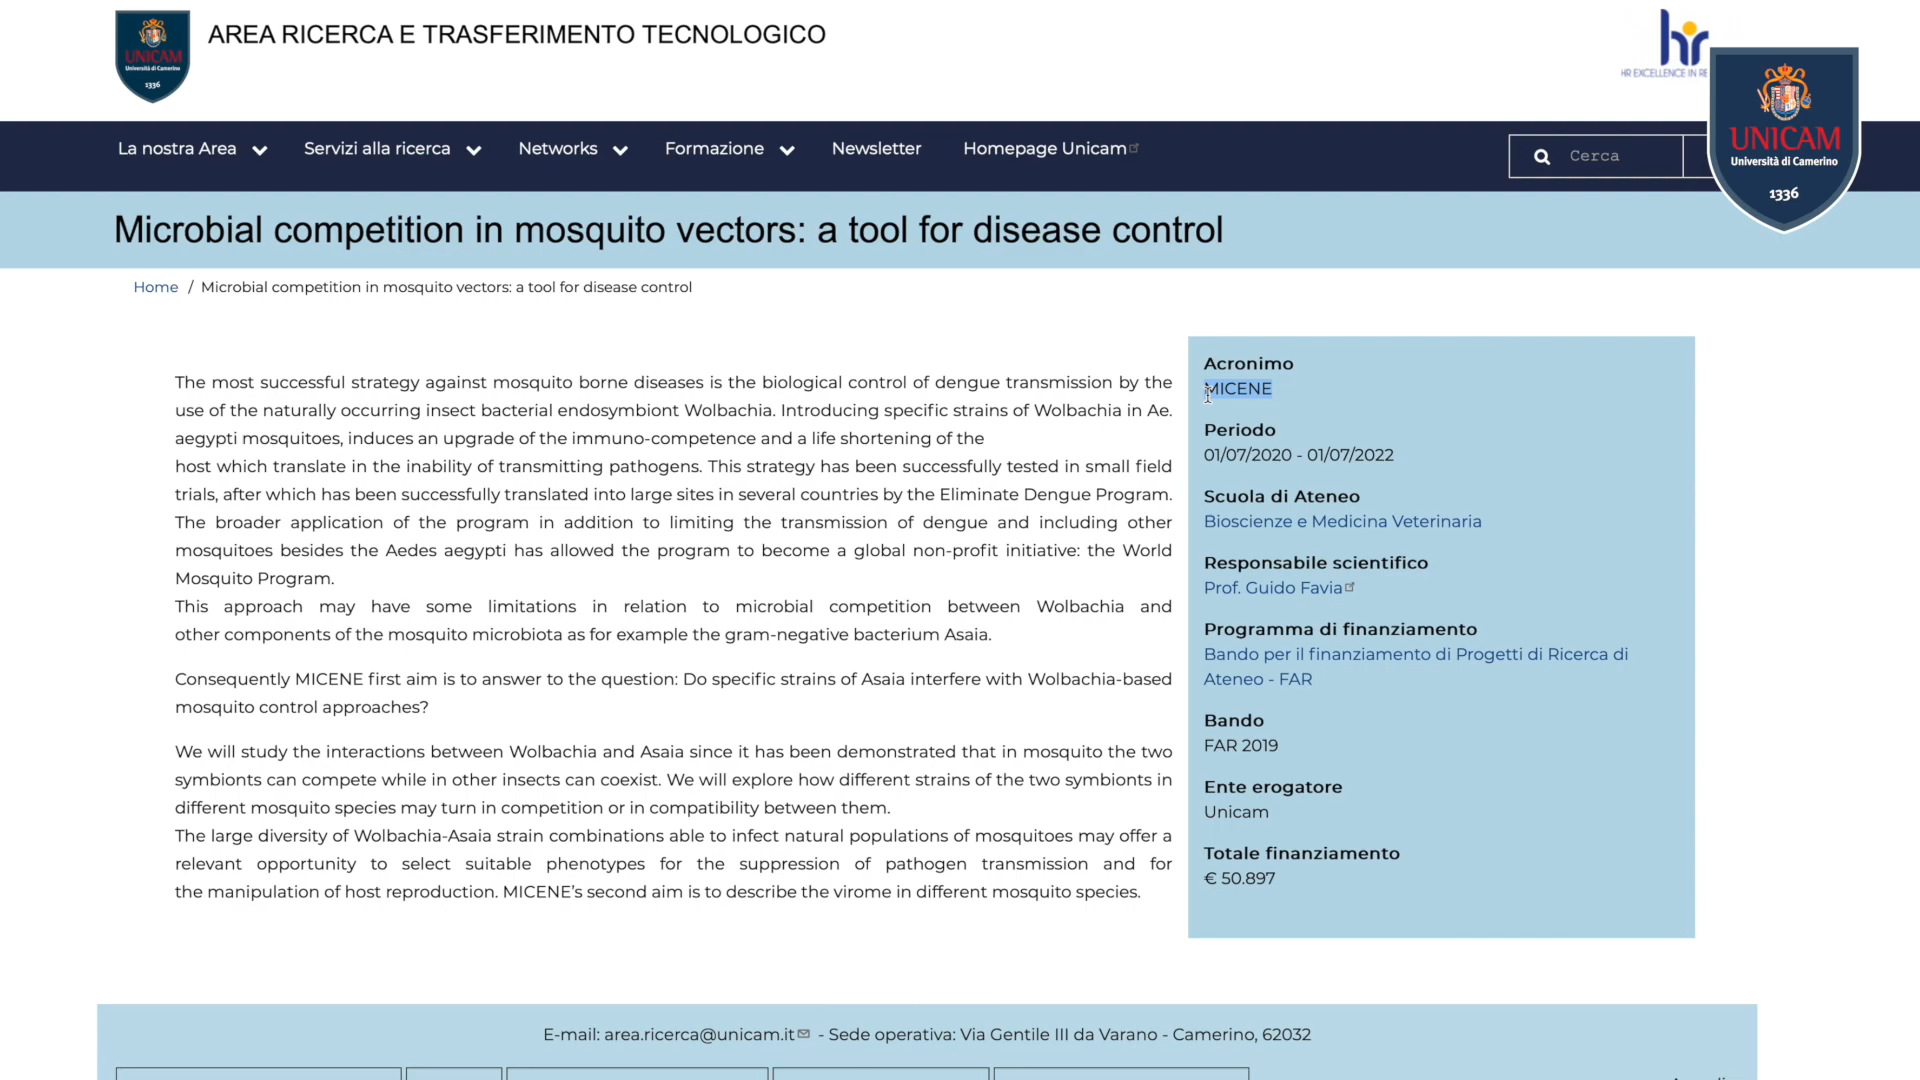 UNICAM
Università di Camerino
1336
AREA RICERCA E TRASFERIMENTO TECNOLOGICO
HR EXCELLENCE IN RE
UNICAM
Università di Camerino
1336
La nostra Area
Servizi alla ricerca
Networks
Formazione
Newsletter
Homepage Unicam
Cerca
Microbial competition in mosquito vectors: a tool for disease control
Home / Microbial competition in mosquito vectors: a tool for disease control
The most successful strategy against mosquito borne diseases is the biological control of dengue transmission by the
use of the naturally occurring insect bacterial endosymbiont Wolbachia. Introducing specific strains of Wolbachia in Ae.
aegypti mosquitoes, induces an upgrade of the immuno-competence and a life shortening of the
host which translate in the inability of transmitting pathogens. This strategy has been successfully tested in small field
trials, after which has been successfully translated into large sites in several countries by the Eliminate Dengue Program.
The broader application of the program in addition to limiting the transmission of dengue and including other
mosquitoes besides the Aedes aegypti has allowed the program to become a global non-profit initiative: the World
Mosquito Program.
This approach may have some limitations in relation to microbial competition between Wolbachia and
other components of the mosquito microbiota as for example the gram-negative bacterium Asaia.
Consequently MICENE first aim is to answer to the question: Do specific strains of Asaia interfere with Wolbachia-based
mosquito control approaches?
We will study the interactions between Wolbachia and Asaia since it has been demonstrated that in mosquito the two
symbionts can compete while in other insects can coexist. We will explore how different strains of the two symbionts in
different mosquito species may turn in competition or in compatibility between them.
The large diversity of Wolbachia-Asaia strain combinations able to infect natural populations of mosquitoes may offer a
relevant opportunity to select suitable phenotypes for the suppression of pathogen transmission and for
the manipulation of host reproduction. MICENE’s second aim is to describe the virome in different mosquito species.
Acronimo
MICENE
Periodo
01/07/2020 - 01/07/2022
Scuola di Ateneo
Bioscienze e Medicina Veterinaria
Responsabile scientifico
Prof. Guido Favia
Programma di finanziamento
Bando per il finanziamento di Progetti di Ricerca di
Ateneo - FAR
Bando
FAR 2019
Ente erogatore
Unicam
Totale finanziamento
€ 50.897
E-mail: area.ricerca@unicam.it - Sede operativa: Via Gentile III da Varano - Camerino, 62032